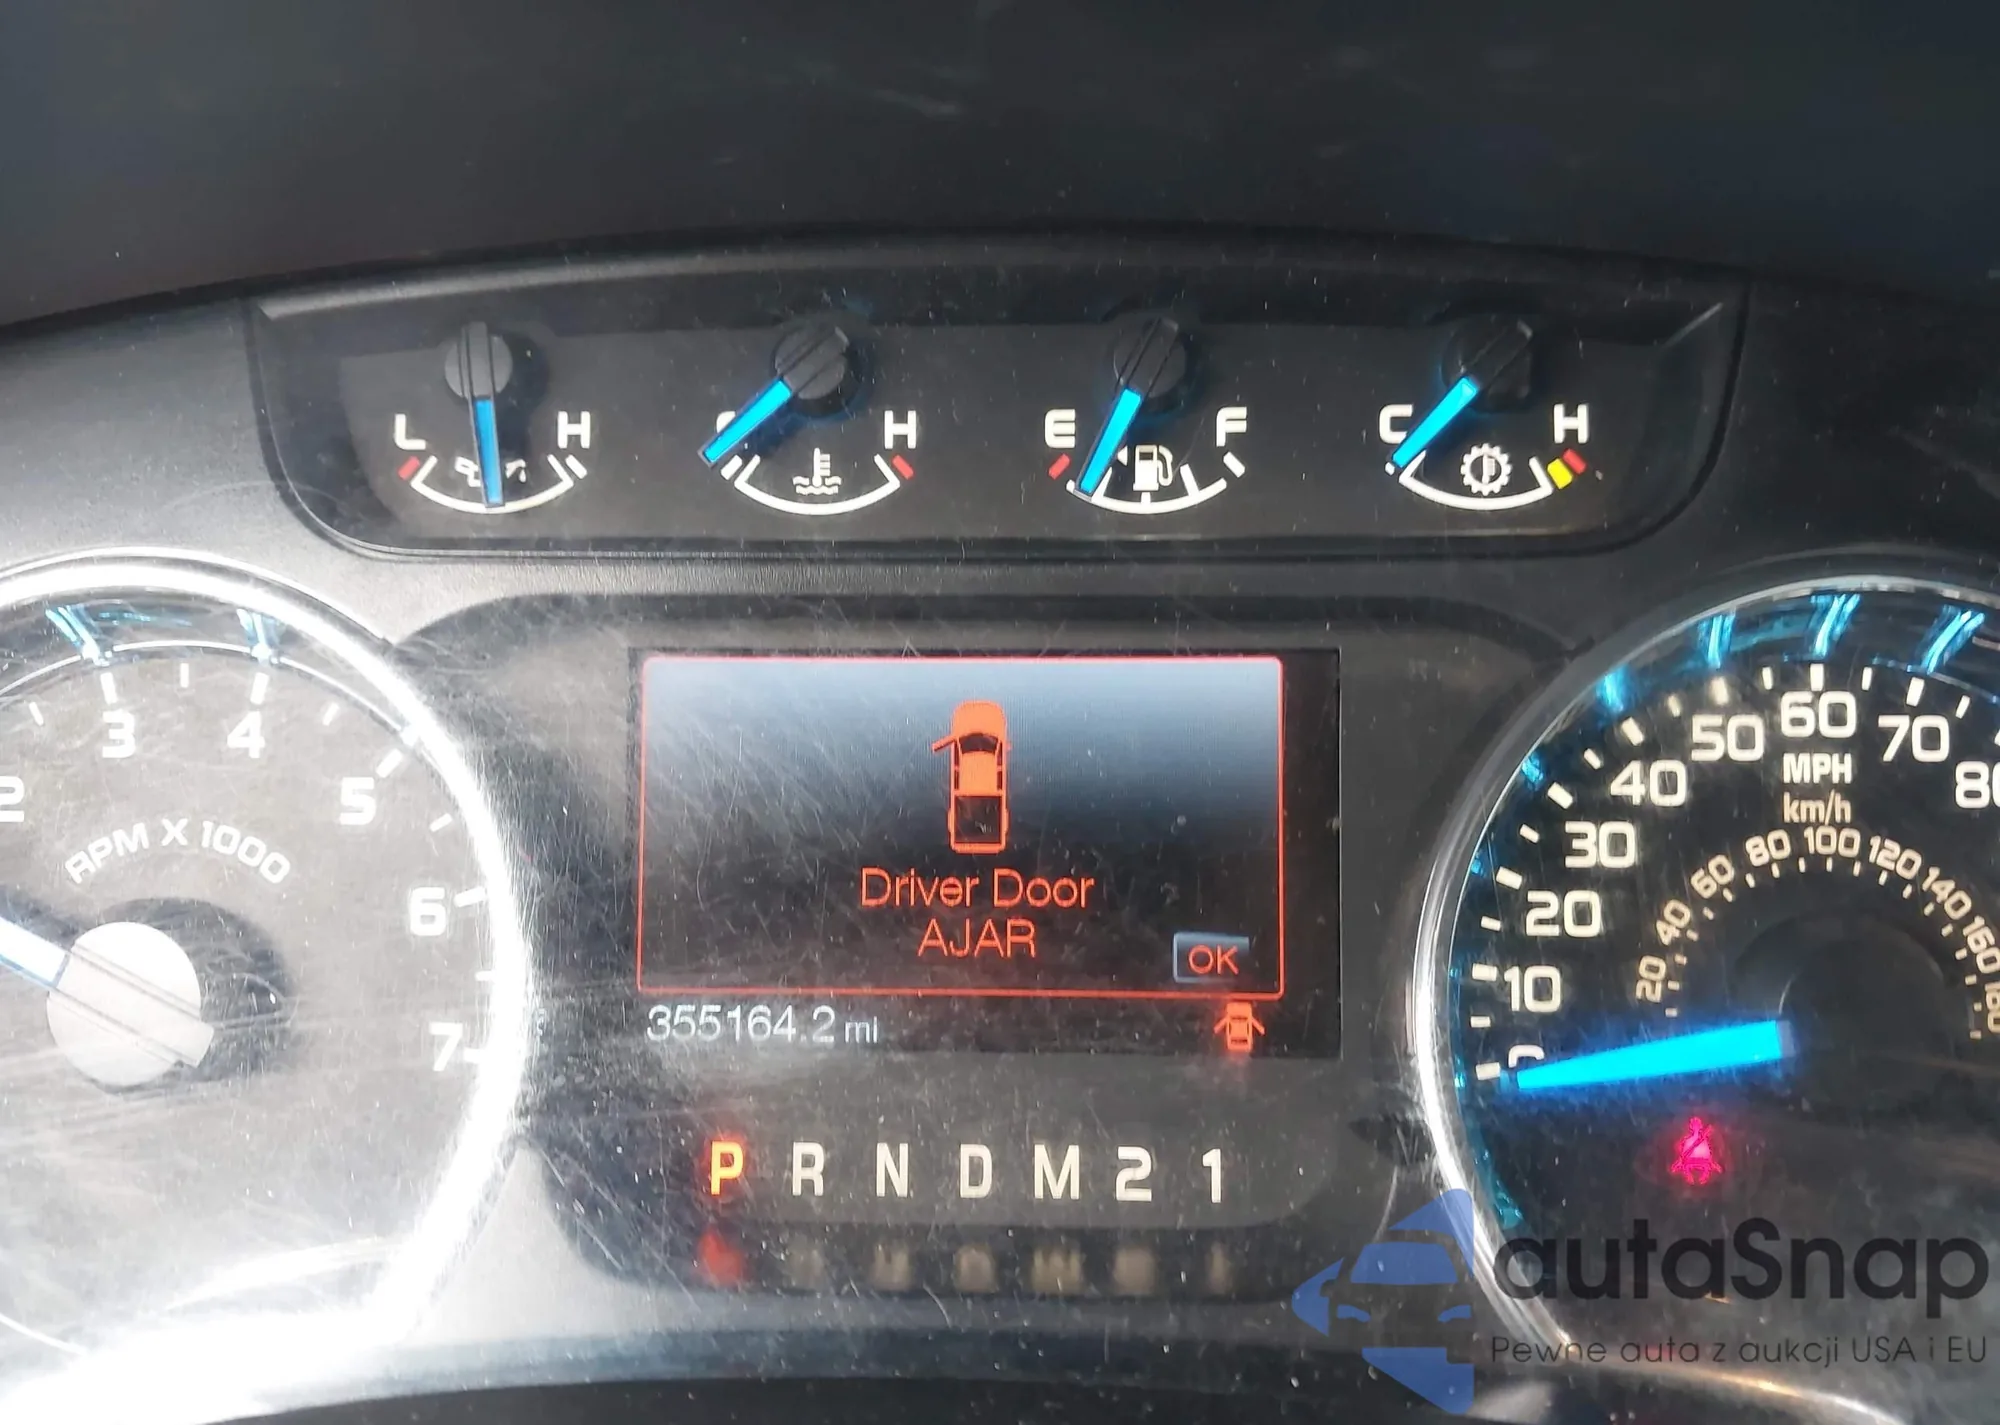 L H H E F C H
3 4
2 5
RPM X 1000
6
7
Driver Door
AJAR
OK
355164.2 mi
P R N D M 2 1
10 20 30 40 50 60 70
MPH
km/h
20 40 60 80 100 120 140 160 180
autaSnap
Pewne auta z aukcji USA i EU